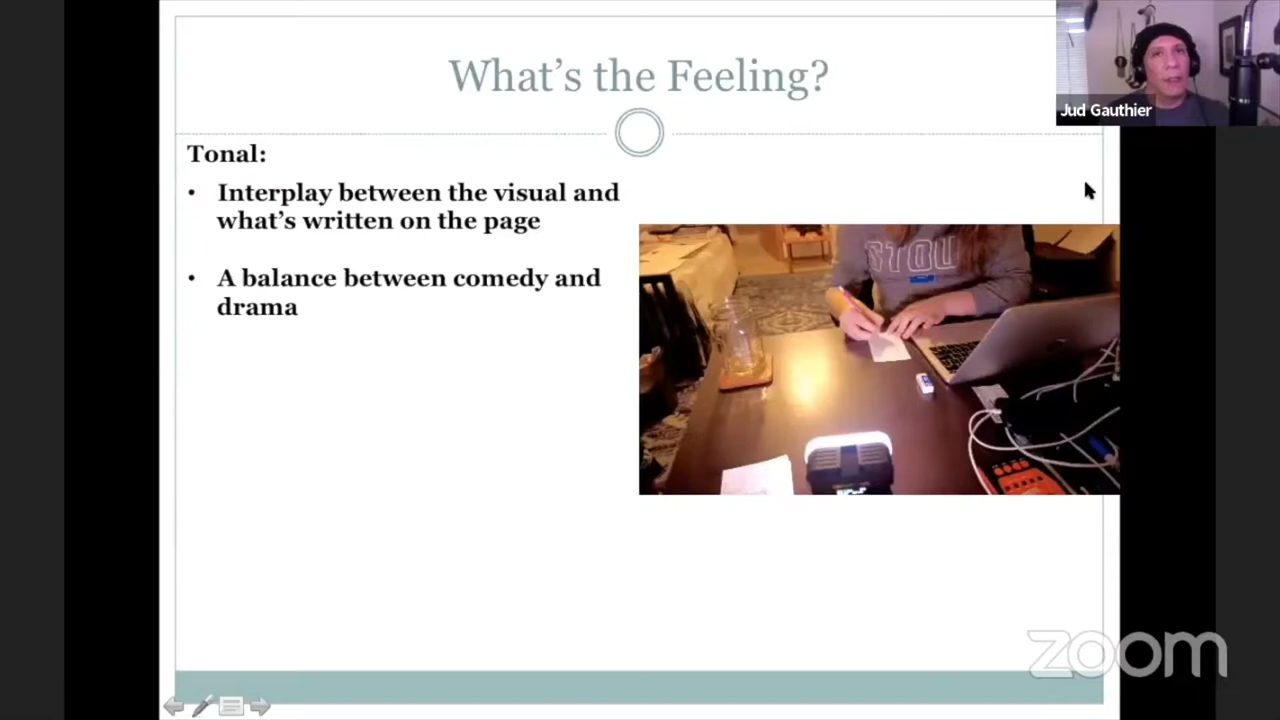 What's the Feeling?
Jud Gauthier
Tonal:
• Interplay between the visual and
what's written on the page
• A balance between comedy and
drama
STOU
zoom